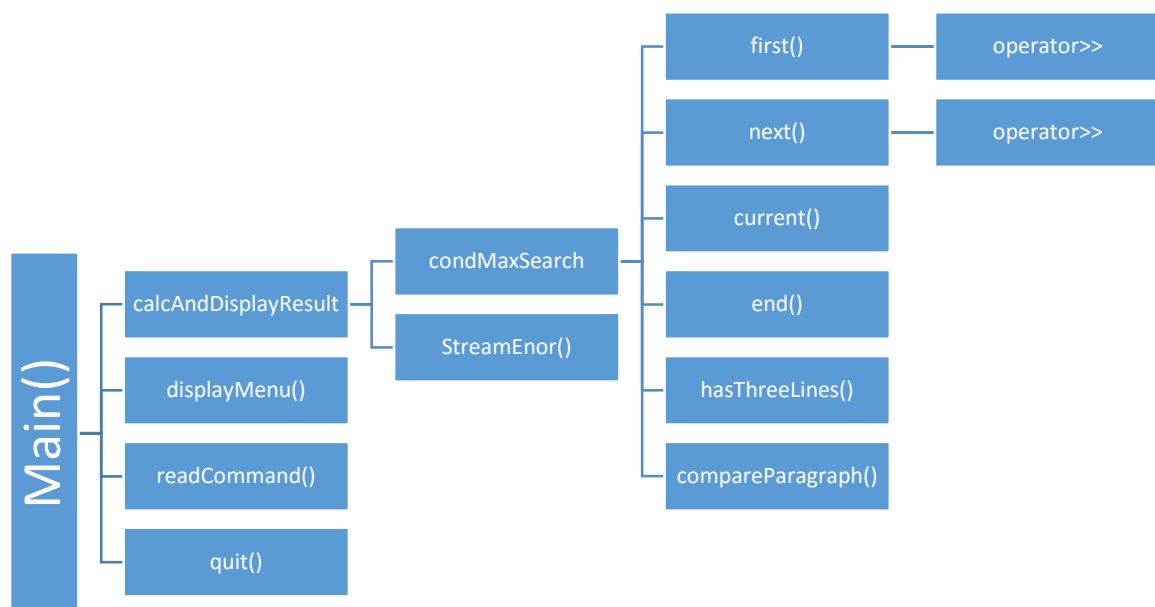 Main()
calcAndDisplayResult
condMaxSearch
first()
operator>>
next()
operator>>
current()
end()
hasThreeLines()
compareParagraph()
StreamEnor()
displayMenu()
readCommand()
quit()